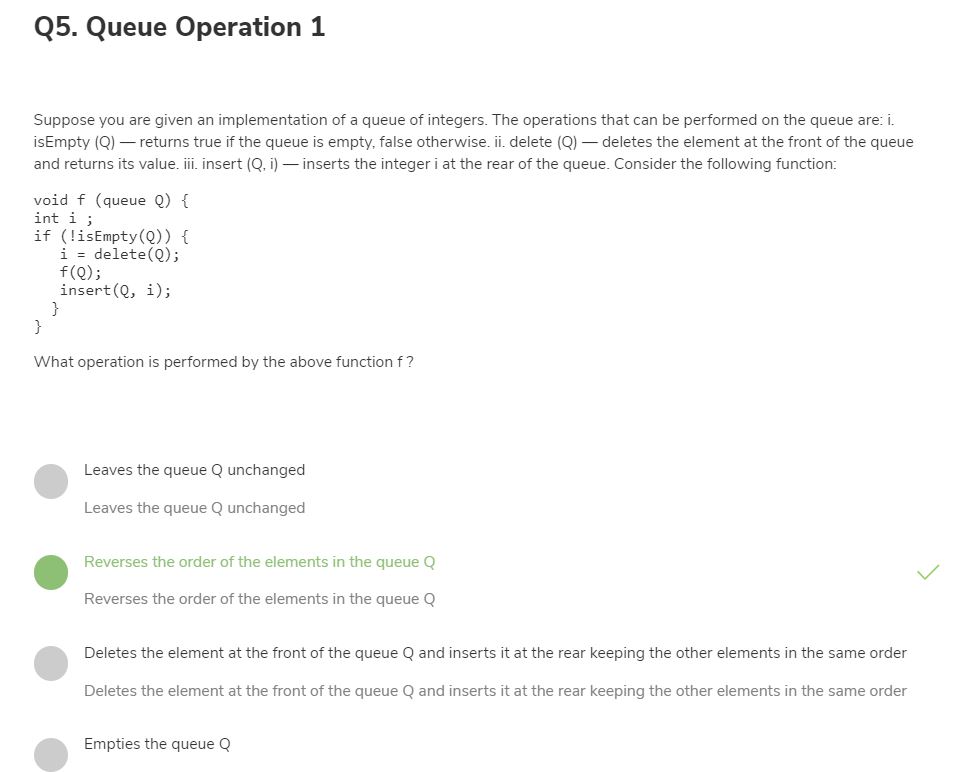 Q5. Queue Operation 1
Suppose you are given an implementation of a queue of integers. The operations that can be performed on the queue are: i.
isEmpty (Q) — returns true if the queue is empty, false otherwise. ii. delete (Q) — deletes the element at the front of the queue
and returns its value. iii. insert (Q, i) — inserts the integer i at the rear of the queue. Consider the following function:
void f (queue Q) {
int i ;
if (!isEmpty(Q)) {
   i = delete(Q);
   f(Q);
   insert(Q, i);
  }
}
What operation is performed by the above function f ?
Leaves the queue Q unchanged
Leaves the queue Q unchanged
Reverses the order of the elements in the queue Q
Reverses the order of the elements in the queue Q
Deletes the element at the front of the queue Q and inserts it at the rear keeping the other elements in the same order
Deletes the element at the front of the queue Q and inserts it at the rear keeping the other elements in the same order
Empties the queue Q